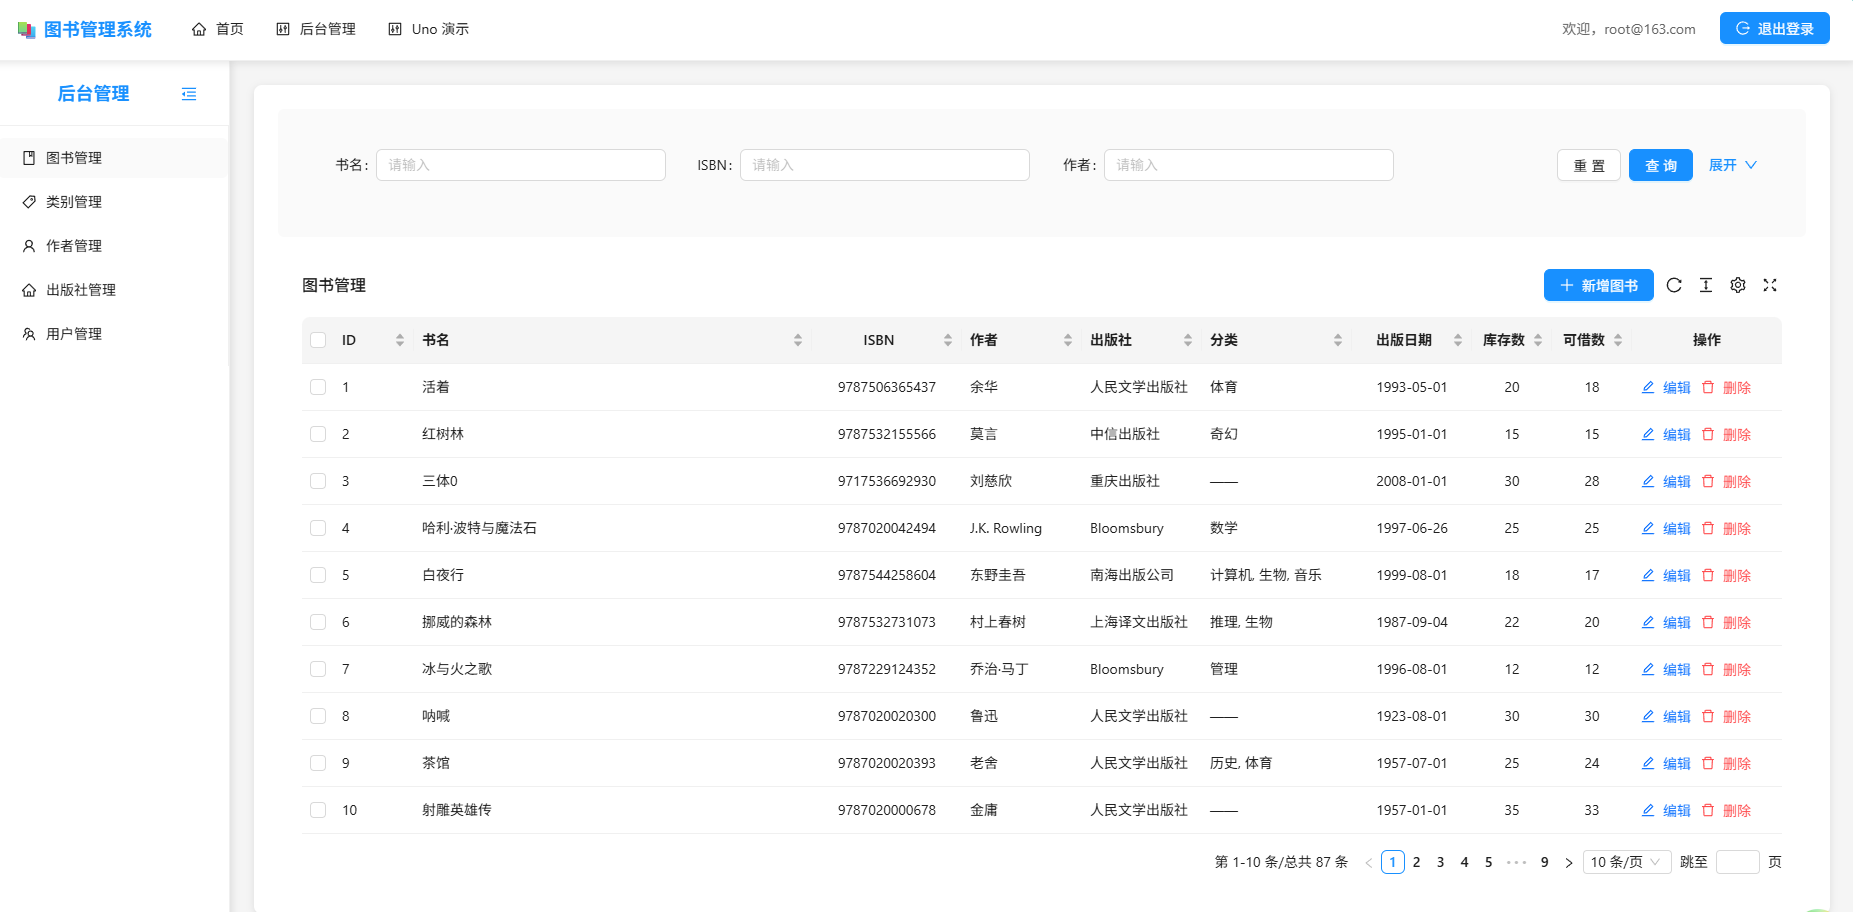 图书管理系统 首页 后台管理 Uno 演示 欢迎，root@163.com 退出登录
后台管理
图书管理
类别管理
作者管理
出版社管理
用户管理
书名： 请输入 ISBN： 请输入 作者： 请输入 重 置 查 询 展开
图书管理 新增图书
ID 书名 ISBN 作者 出版社 分类 出版日期 库存数 可借数 操作
1 活着 9787506365437 余华 人民文学出版社 体育 1993-05-01 20 18 编辑 删除
2 红树林 9787532155566 莫言 中信出版社 奇幻 1995-01-01 15 15 编辑 删除
3 三体0 9717536692930 刘慈欣 重庆出版社 —— 2008-01-01 30 28 编辑 删除
4 哈利·波特与魔法石 9787020042494 J.K. Rowling Bloomsbury 数学 1997-06-26 25 25 编辑 删除
5 白夜行 9787544258604 东野圭吾 南海出版公司 计算机, 生物, 音乐 1999-08-01 18 17 编辑 删除
6 挪威的森林 9787532731073 村上春树 上海译文出版社 推理, 生物 1987-09-04 22 20 编辑 删除
7 冰与火之歌 9787229124352 乔治·马丁 Bloomsbury 管理 1996-08-01 12 12 编辑 删除
8 呐喊 9787020020300 鲁迅 人民文学出版社 —— 1923-08-01 30 30 编辑 删除
9 茶馆 9787020020393 老舍 人民文学出版社 历史, 体育 1957-07-01 25 24 编辑 删除
10 射雕英雄传 9787020000678 金庸 人民文学出版社 —— 1957-01-01 35 33 编辑 删除
第 1-10 条/总共 87 条 < 1 2 3 4 5 ••• 9 > 10 条/页 跳至 页